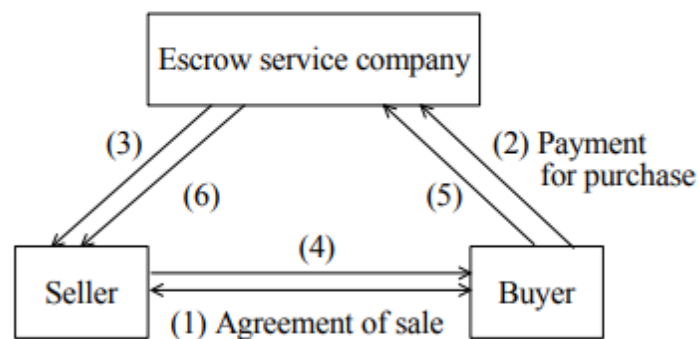 Escrow service company
(3)
(2) Payment
for purchase
(6)
(5)
(4)
Seller
Buyer
(1) Agreement of sale